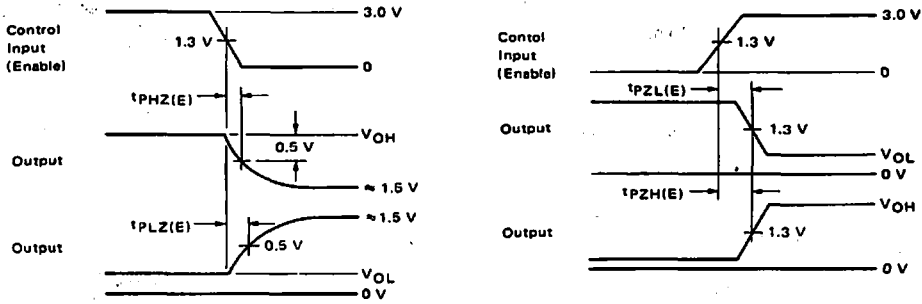 3.0 V
Control
Input
(Enable)
1.3 V
0
tPHZ(E)
VOH
0.5 V
Output
≈ 1.5 V
tPLZ(E)
≈ 1.5 V
Output
0.5 V
VOL
0 V
3.0 V
Contol
Input
(Enable)
1.3 V
0
tPZL(E)
Output
1.3 V
VOL
0 V
tPZH(E)
VOH
Output
1.3 V
0 V